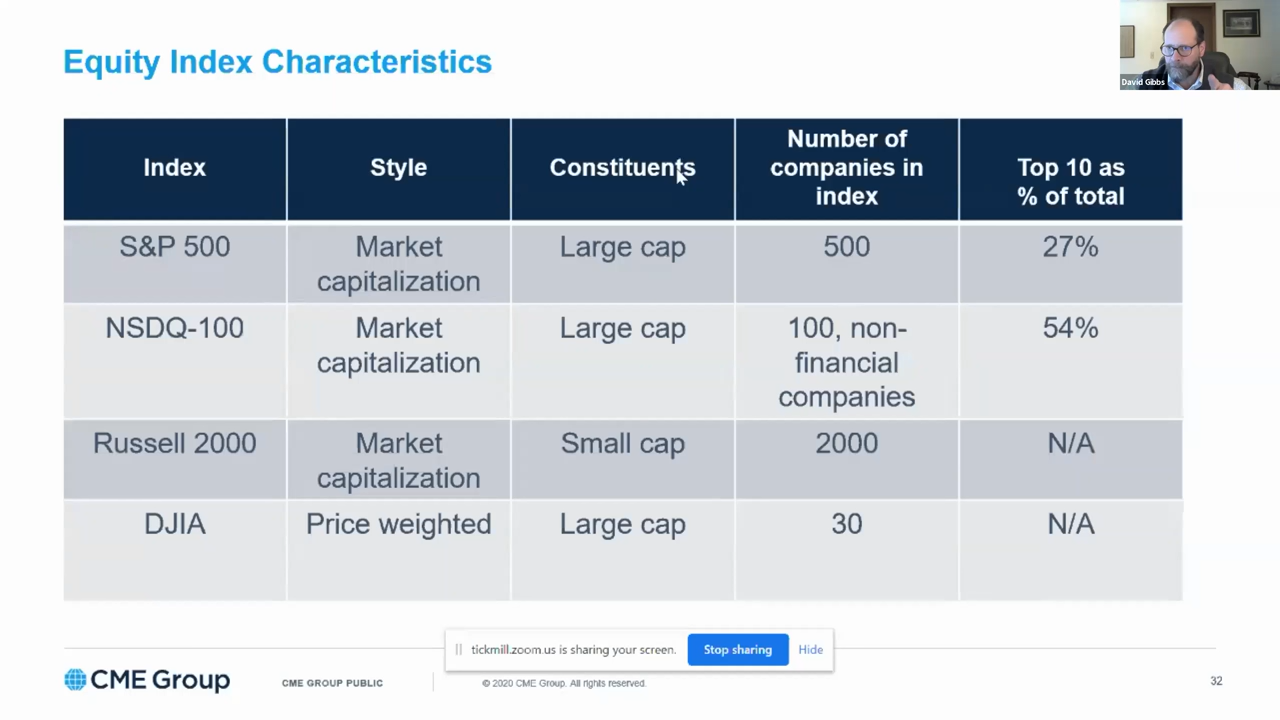 Equity Index Characteristics
David Gibbs
Index
Style
Constituents
Number of
companies in
index
Top 10 as
% of total
S&P 500
Market
capitalization
Large cap
500
27%
NSDQ-100
Market
capitalization
Large cap
100, non-
financial
companies
54%
Russell 2000
Market
capitalization
Small cap
2000
N/A
DJIA
Price weighted
Large cap
30
N/A
tickmill.zoom.us is sharing your screen.
Stop sharing
Hide
CME Group
CME GROUP PUBLIC
© 2020 CME Group. All rights reserved.
32